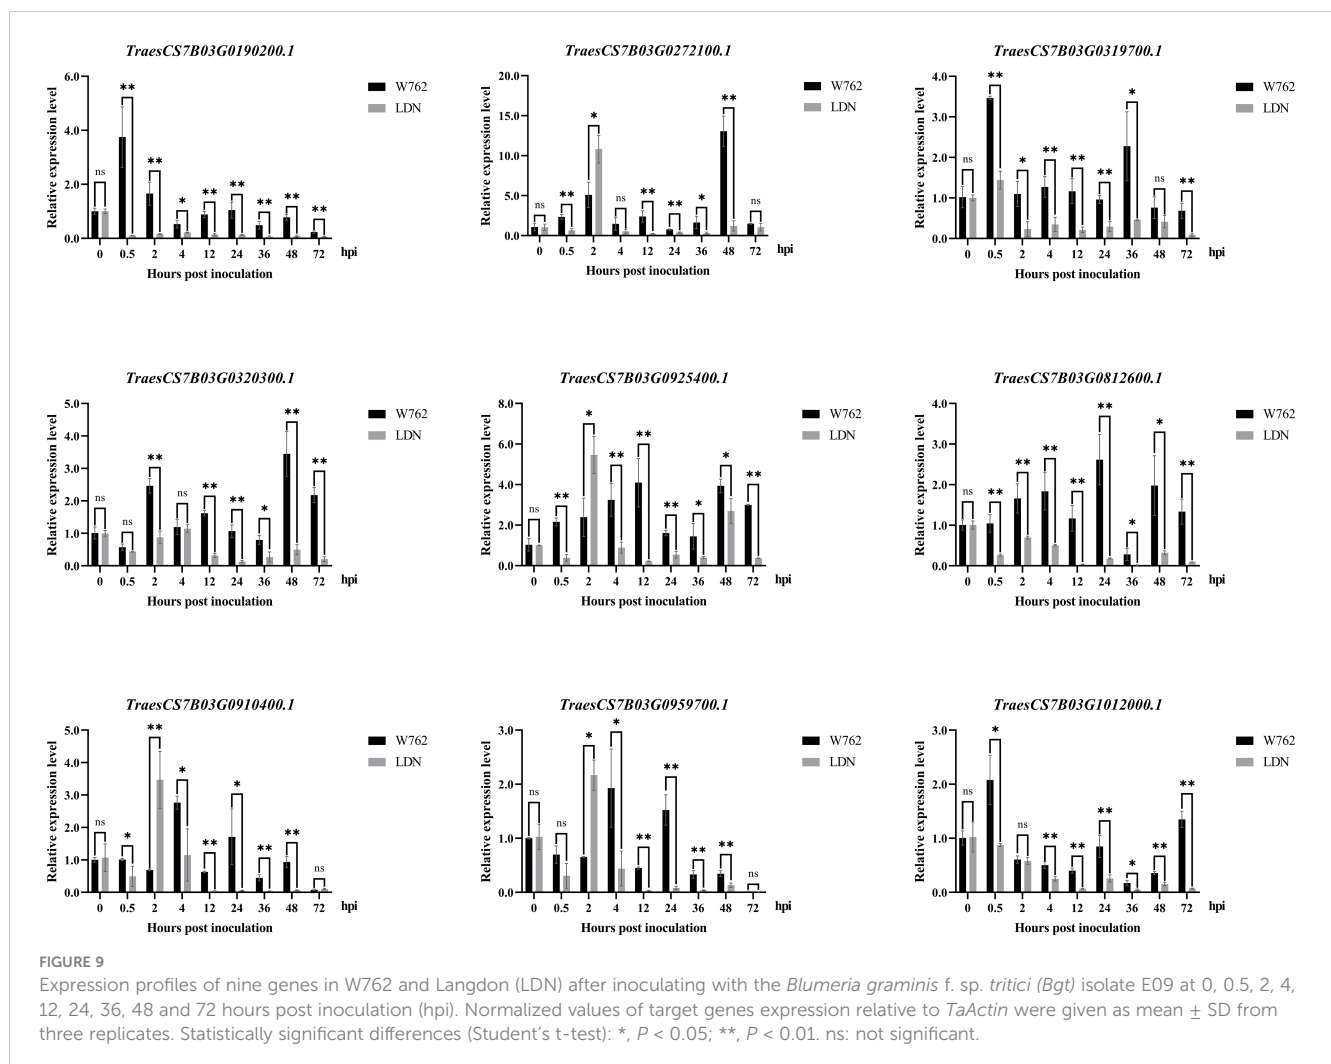 TraesCS7B03G0190200.1
Relative expression level
6.0
4.0
2.0
0.0
ns
**
**
*
**
**
**
**
**
W762
LDN
0 0.5 2 4 12 24 36 48 72 hpi
Hours post inoculation
TraesCS7B03G0272100.1
Relative expression level
20.0
15.0
10.0
5.0
0.0
ns
**
*
ns
**
**
*
**
ns
W762
LDN
0 0.5 2 4 12 24 36 48 72 hpi
Hours post inoculation
TraesCS7B03G0319700.1
Relative expression level
4.0
3.0
2.0
1.0
0.0
ns
**
*
**
**
**
*
ns
**
W762
LDN
0 0.5 2 4 12 24 36 48 72 hpi
Hours post inoculation
TraesCS7B03G0320300.1
Relative expression level
5.0
4.0
3.0
2.0
1.0
0.0
ns
ns
**
ns
**
**
*
**
**
W762
LDN
0 0.5 2 4 12 24 36 48 72 hpi
Hours post inoculation
TraesCS7B03G0925400.1
Relative expression level
8.0
6.0
4.0
2.0
0.0
ns
**
*
**
**
**
*
*
**
W762
LDN
0 0.5 2 4 12 24 36 48 72 hpi
Hours post inoculation
TraesCS7B03G0812600.1
Relative expression level
4.0
3.0
2.0
1.0
0.0
ns
**
**
**
**
**
*
*
**
W762
LDN
0 0.5 2 4 12 24 36 48 72 hpi
Hours post inoculation
TraesCS7B03G0910400.1
Relative expression level
5.0
4.0
3.0
2.0
1.0
0.0
ns
*
**
*
**
*
**
**
ns
W762
LDN
0 0.5 2 4 12 24 36 48 72 hpi
Hours post inoculation
TraesCS7B03G0959700.1
Relative expression level
3.0
2.0
1.0
0.0
ns
ns
*
*
**
**
**
**
ns
W762
LDN
0 0.5 2 4 12 24 36 48 72 hpi
Hours post inoculation
TraesCS7B03G1012000.1
Relative expression level
3.0
2.0
1.0
0.0
ns
*
ns
**
**
**
*
**
**
W762
LDN
0 0.5 2 4 12 24 36 48 72 hpi
Hours post inoculation
FIGURE 9
Expression profiles of nine genes in W762 and Langdon (LDN) after inoculating with the Blumeria graminis f. sp. tritici (Bgt) isolate E09 at 0, 0.5, 2, 4,
12, 24, 36, 48 and 72 hours post inoculation (hpi). Normalized values of target genes expression relative to TaActin were given as mean ± SD from
three replicates. Statistically significant differences (Student's t-test): *, P < 0.05; **, P < 0.01. ns: not significant.